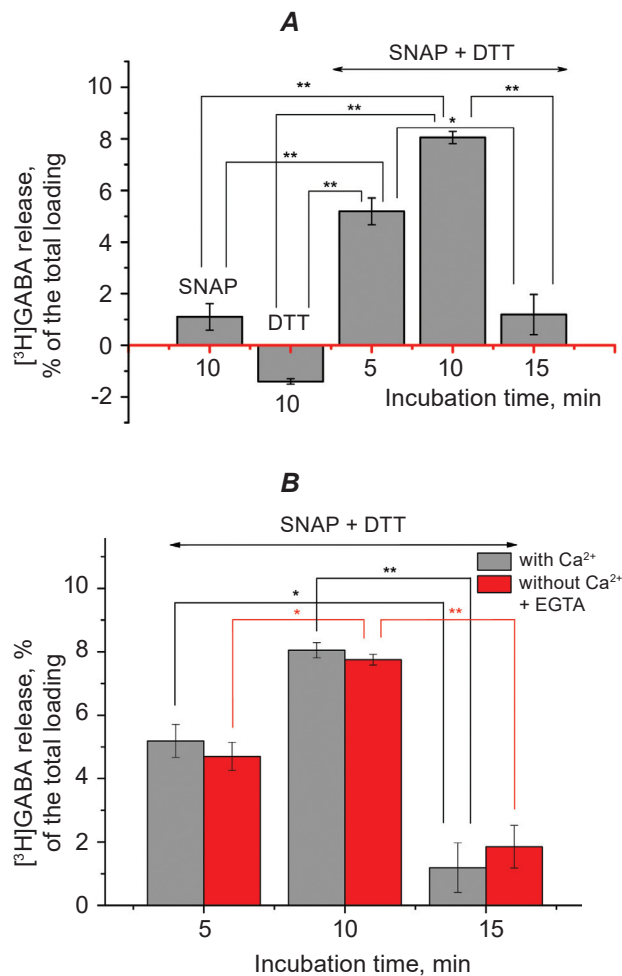 A
SNAP + DTT
[³H]GABA release,
% of the total loading
10
8
6
4
2
0
-2
**
**
**
*
**
**
SNAP
DTT
10
10
5
10
15
Incubation time, min
B
SNAP + DTT
with Ca²⁺
without Ca²⁺
+ EGTA
[³H]GABA release, %
of the total loading
10
8
6
4
2
0
**
*
*
**
5
10
15
Incubation time, min